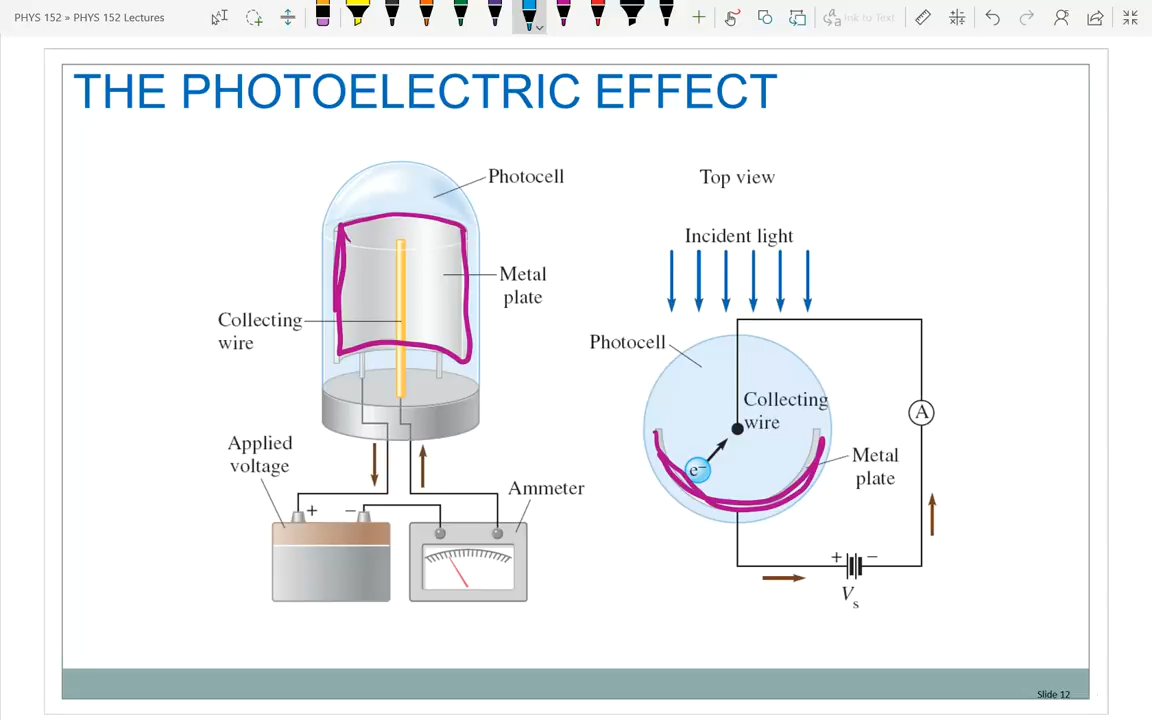 PHYS 152 » PHYS 152 Lectures
Ink to Text
THE PHOTOELECTRIC EFFECT
Photocell
Metal
plate
Collecting
wire
Applied
voltage
+ −
Ammeter
Top view
Incident light
Photocell
Collecting
wire
A
e−
Metal
plate
+ −
Vs
Slide 12